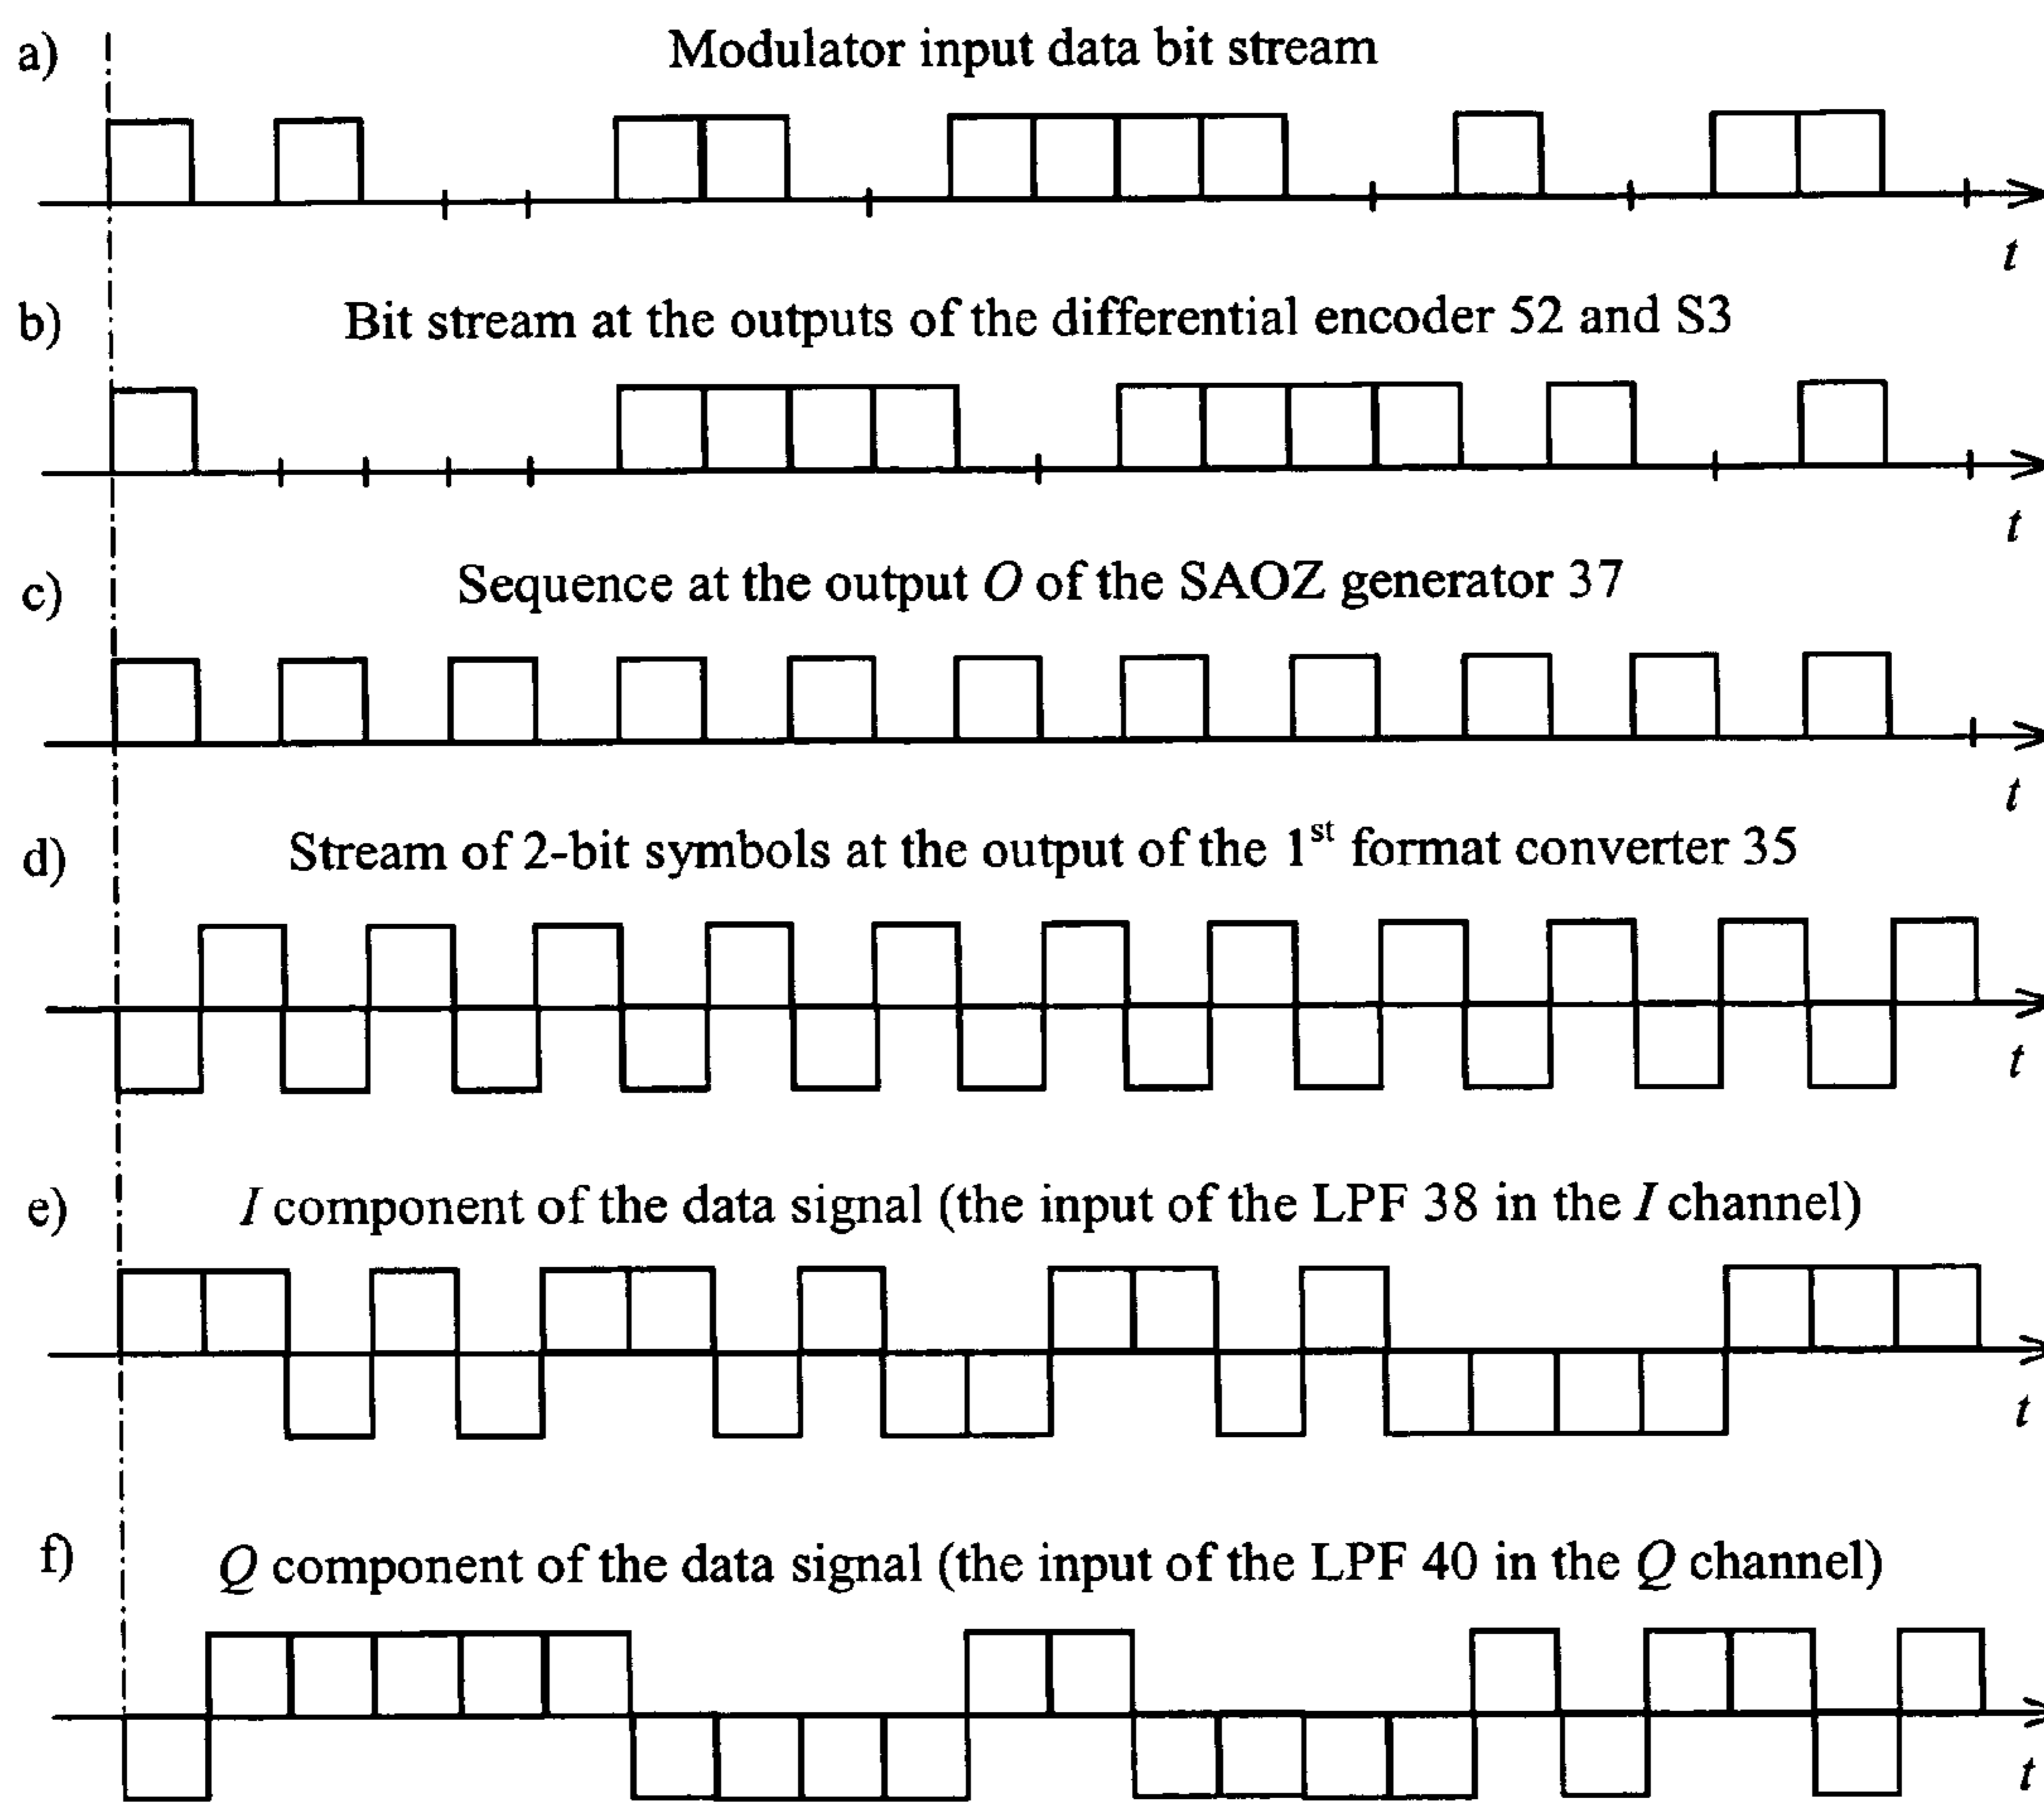 a) Modulator input data bit stream
t
b) Bit stream at the outputs of the differential encoder 52 and S3
t
c) Sequence at the output O of the SAOZ generator 37
t
d) Stream of 2-bit symbols at the output of the 1st format converter 35
t
e) I component of the data signal (the input of the LPF 38 in the I channel)
t
f) Q component of the data signal (the input of the LPF 40 in the Q channel)
t